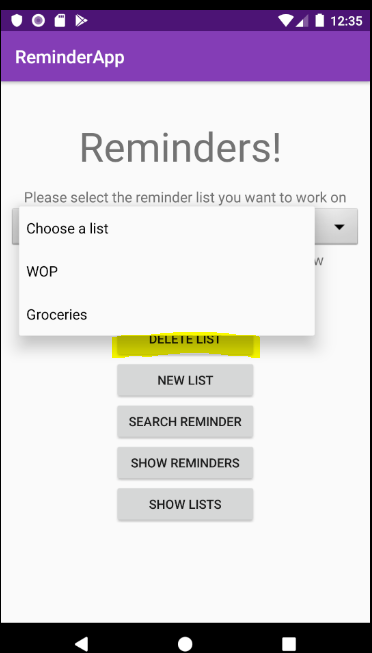 12:35
ReminderApp
Reminders!
Please select the reminder list you want to work on
Choose a list
WOP
Groceries
DELETE LIST
NEW LIST
SEARCH REMINDER
SHOW REMINDERS
SHOW LISTS